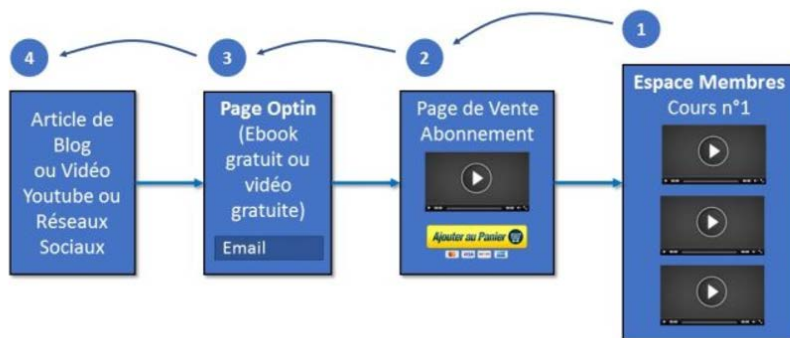 1
2
3
4
Article de
Blog
ou Vidéo
Youtube ou
Réseaux
Sociaux
Page Optin
(Ebook
gratuit ou
vidéo
gratuite)
Email
Page de Vente
Abonnement
Ajouter au Panier
VISA
Espace Membres
Cours n°1